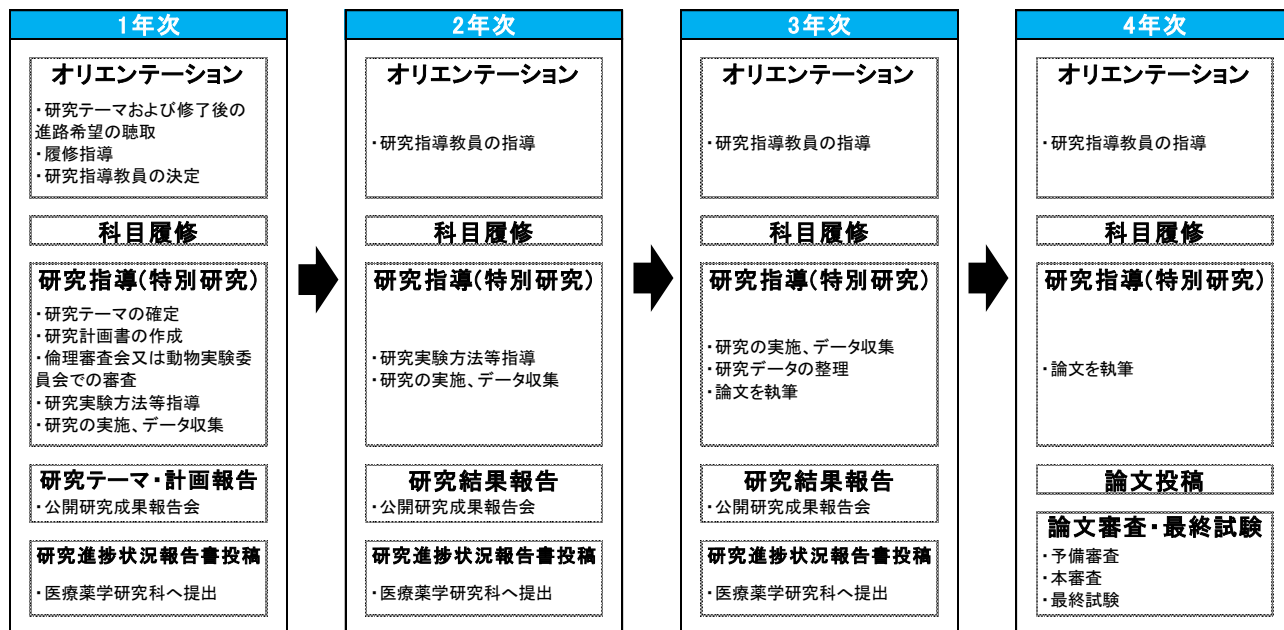 1年次
オリエンテーション
・研究テーマおよび修了後の
進路希望の聴取
・履修指導
・研究指導教員の決定
科目履修
研究指導(特別研究)
・研究テーマの確定
・研究計画書の作成
・倫理審査会又は動物実験委
員会での審査
・研究実験方法等指導
・研究の実施、データ収集
研究テーマ・計画報告
・公開研究成果報告会
研究進捗状況報告書投稿
・医療薬学研究科へ提出
2年次
オリエンテーション
・研究指導教員の指導
科目履修
研究指導(特別研究)
・研究実験方法等指導
・研究の実施、データ収集
研究結果報告
・公開研究成果報告会
研究進捗状況報告書投稿
・医療薬学研究科へ提出
3年次
オリエンテーション
・研究指導教員の指導
科目履修
研究指導(特別研究)
・研究の実施、データ収集
・研究データの整理
・論文を執筆
研究結果報告
・公開研究成果報告会
研究進捗状況報告書投稿
・医療薬学研究科へ提出
4年次
オリエンテーション
・研究指導教員の指導
科目履修
研究指導(特別研究)
・論文を執筆
論文投稿
論文審査・最終試験
・予備審査
・本審査
・最終試験